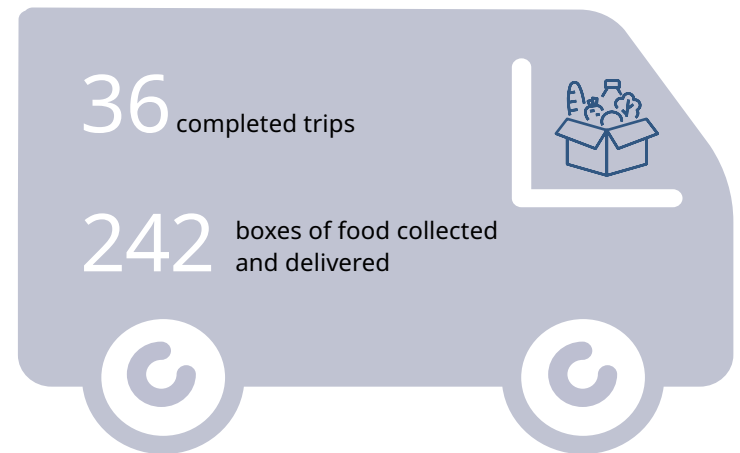 36 completed trips
242 boxes of food collected
and delivered